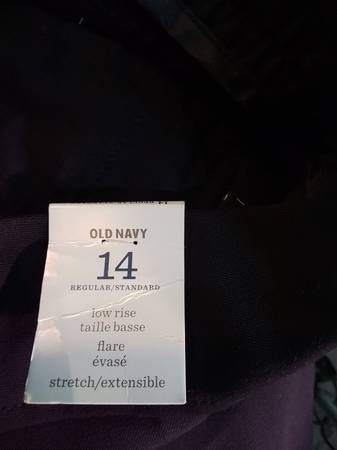 OLD NAVY
14
REGULAR/STANDARD
low rise
taille basse
flare
évasé
stretch/extensible